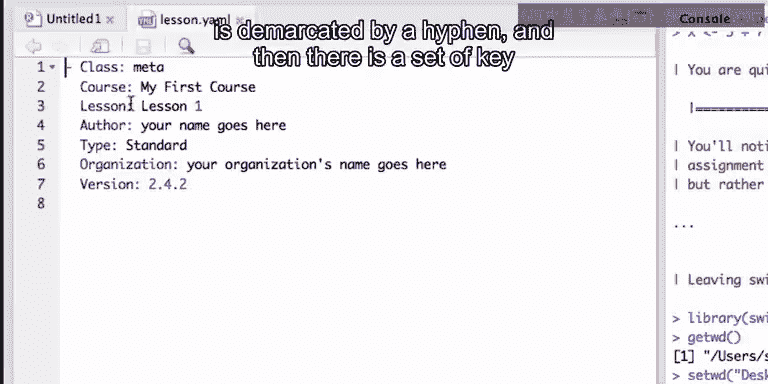 Untitled1 ×
lesson.yaml ×
Console
is demarcated by a hyphen, and
then there is a set of key
1 - Class: meta
2 Course: My First Course
3 Lesson: Lesson 1
4 Author: your name goes here
5 Type: Standard
6 Organization: your organization's name goes here
7 Version: 2.4.2
8
| You are qui
|=========
| You'll noti
| assignment
| but rather
...
| Leaving swi
> library(swi
> getwd()
[1] "/Users/s
> setwd("Desk